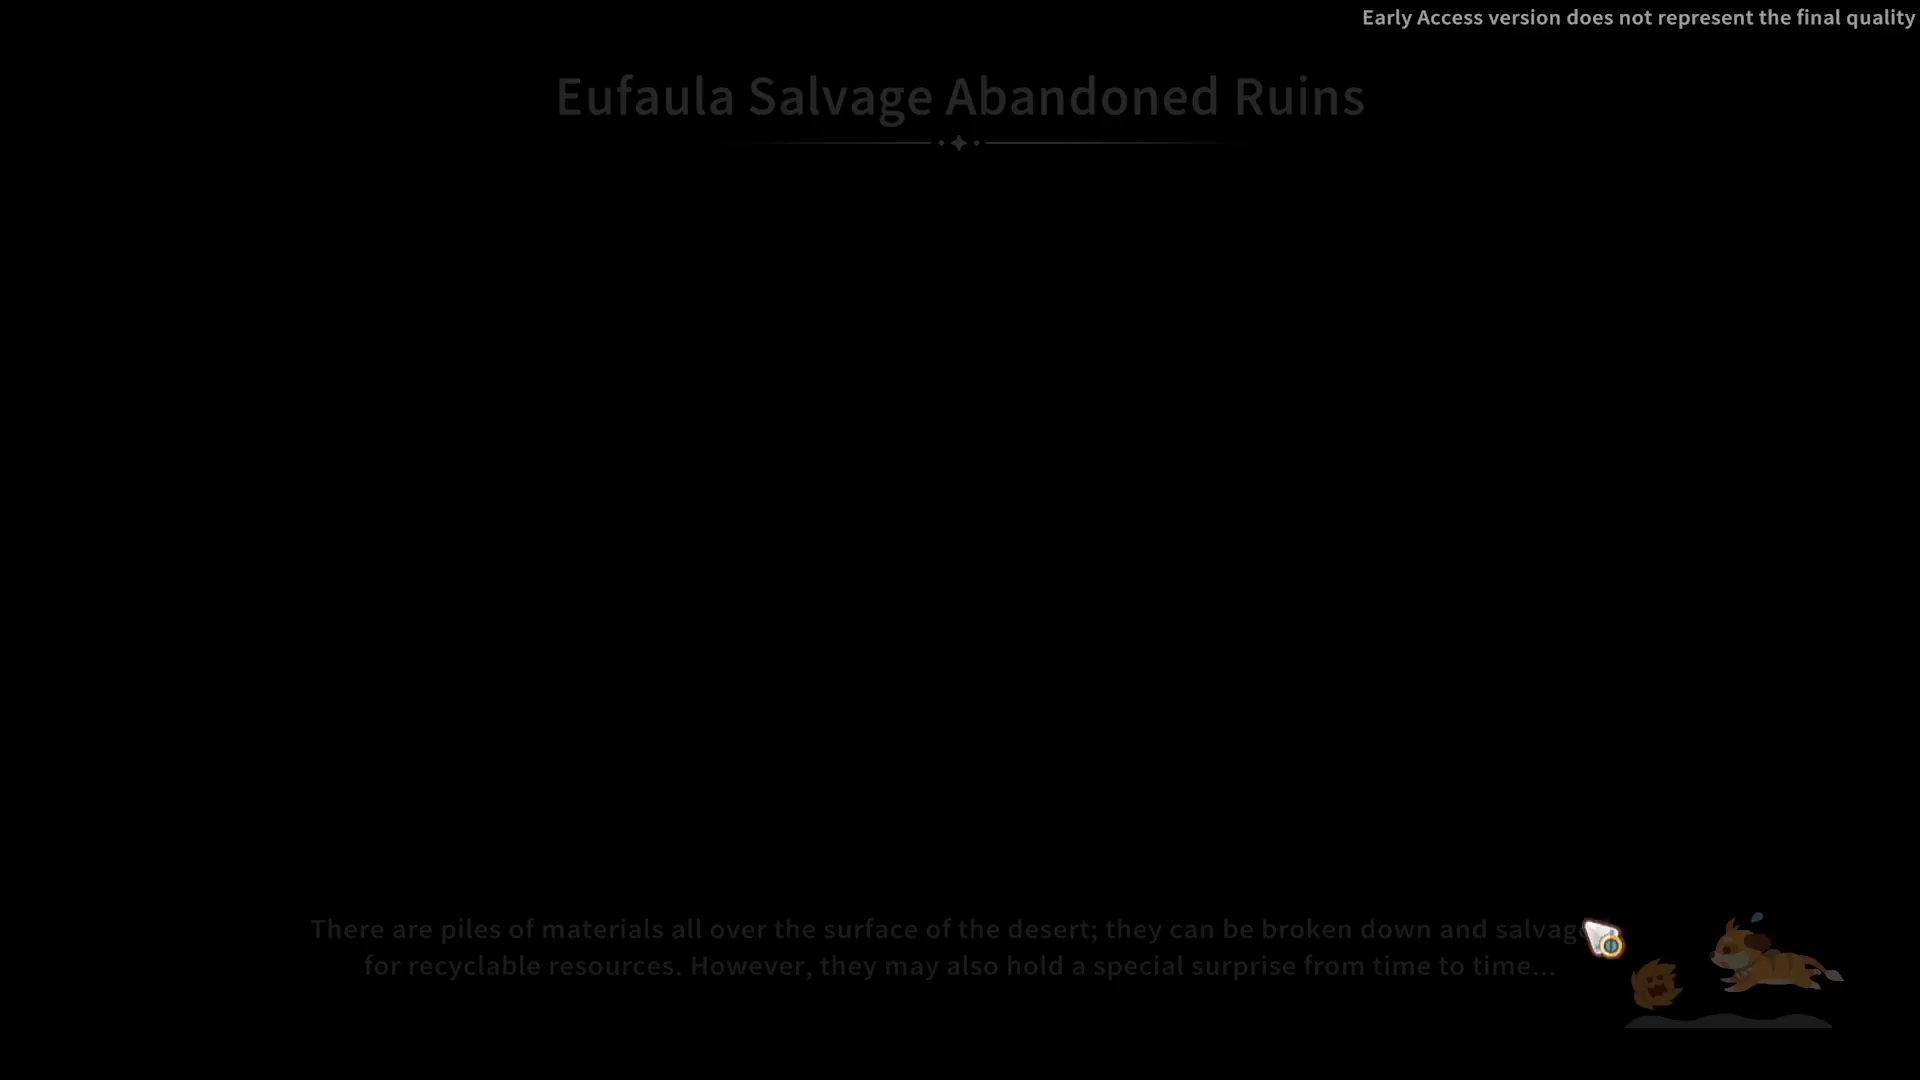 Early Access version does not represent the final quality
Eufaula Salvage Abandoned Ruins
There are piles of materials all over the surface of the desert; they can be broken down and salvag
for recyclable resources. However, they may also hold a special surprise from time to time...